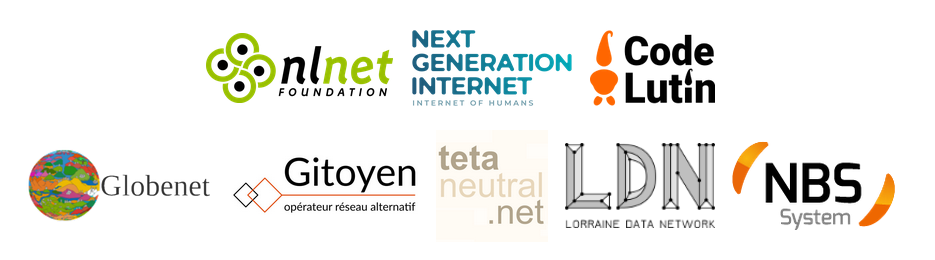 nlnet
FOUNDATION
NEXT
GENERATION
INTERNET
INTERNET OF HUMANS
Code
Lutin
Globenet
Gitoyen
opérateur réseau alternatif
teta
neutral
.net
LDN
LORRAINE DATA NETWORK
NBS
System